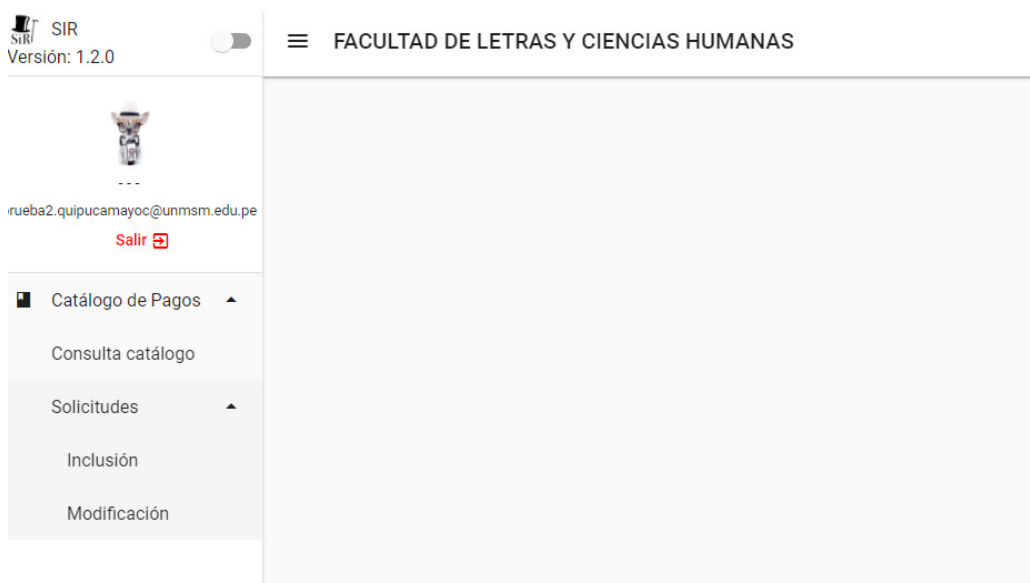 SIR
SiR
Versión: 1.2.0
FACULTAD DE LETRAS Y CIENCIAS HUMANAS
- - -
rueba2.quipucamayoc@unmsm.edu.pe
Salir
Catálogo de Pagos
Consulta catálogo
Solicitudes
Inclusión
Modificación